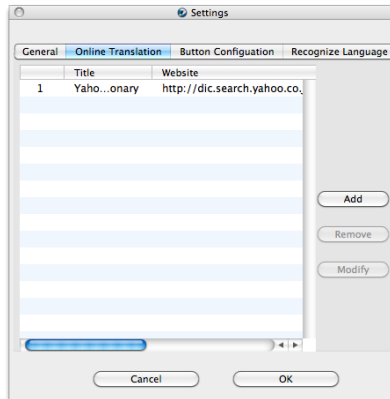 Settings
General Online Translation Button Configuation Recognize Language
Title Website
1 Yaho...onary http://dic.search.yahoo.co.
Add
Remove
Modify
Cancel OK